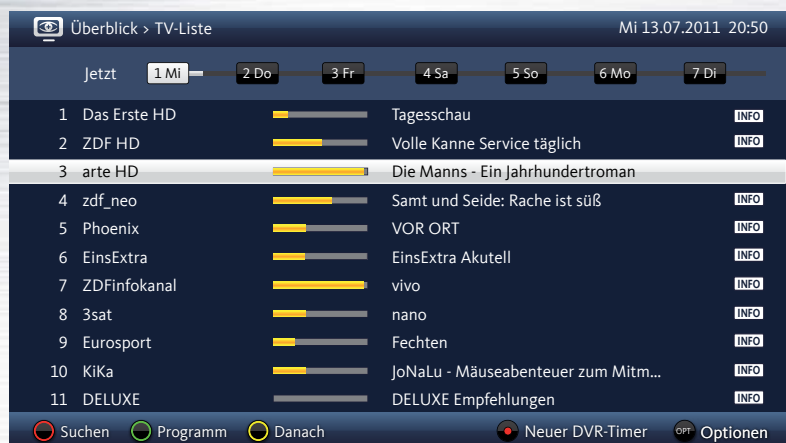 Überblick > TV-Liste Mi 13.07.2011 20:50
Jetzt 1 Mi 2 Do 3 Fr 4 Sa 5 So 6 Mo 7 Di
1 Das Erste HD Tagesschau INFO
2 ZDF HD Volle Kanne Service täglich INFO
3 arte HD Die Manns - Ein Jahrhundertroman
4 zdf_neo Samt und Seide: Rache ist süß INFO
5 Phoenix VOR ORT INFO
6 EinsExtra EinsExtra Akutell INFO
7 ZDFinfokanal vivo INFO
8 3sat nano INFO
9 Eurosport Fechten INFO
10 KiKa JoNaLu - Mäuseabenteuer zum Mitm... INFO
11 DELUXE DELUXE Empfehlungen INFO
Suchen Programm Danach Neuer DVR-Timer OPT Optionen